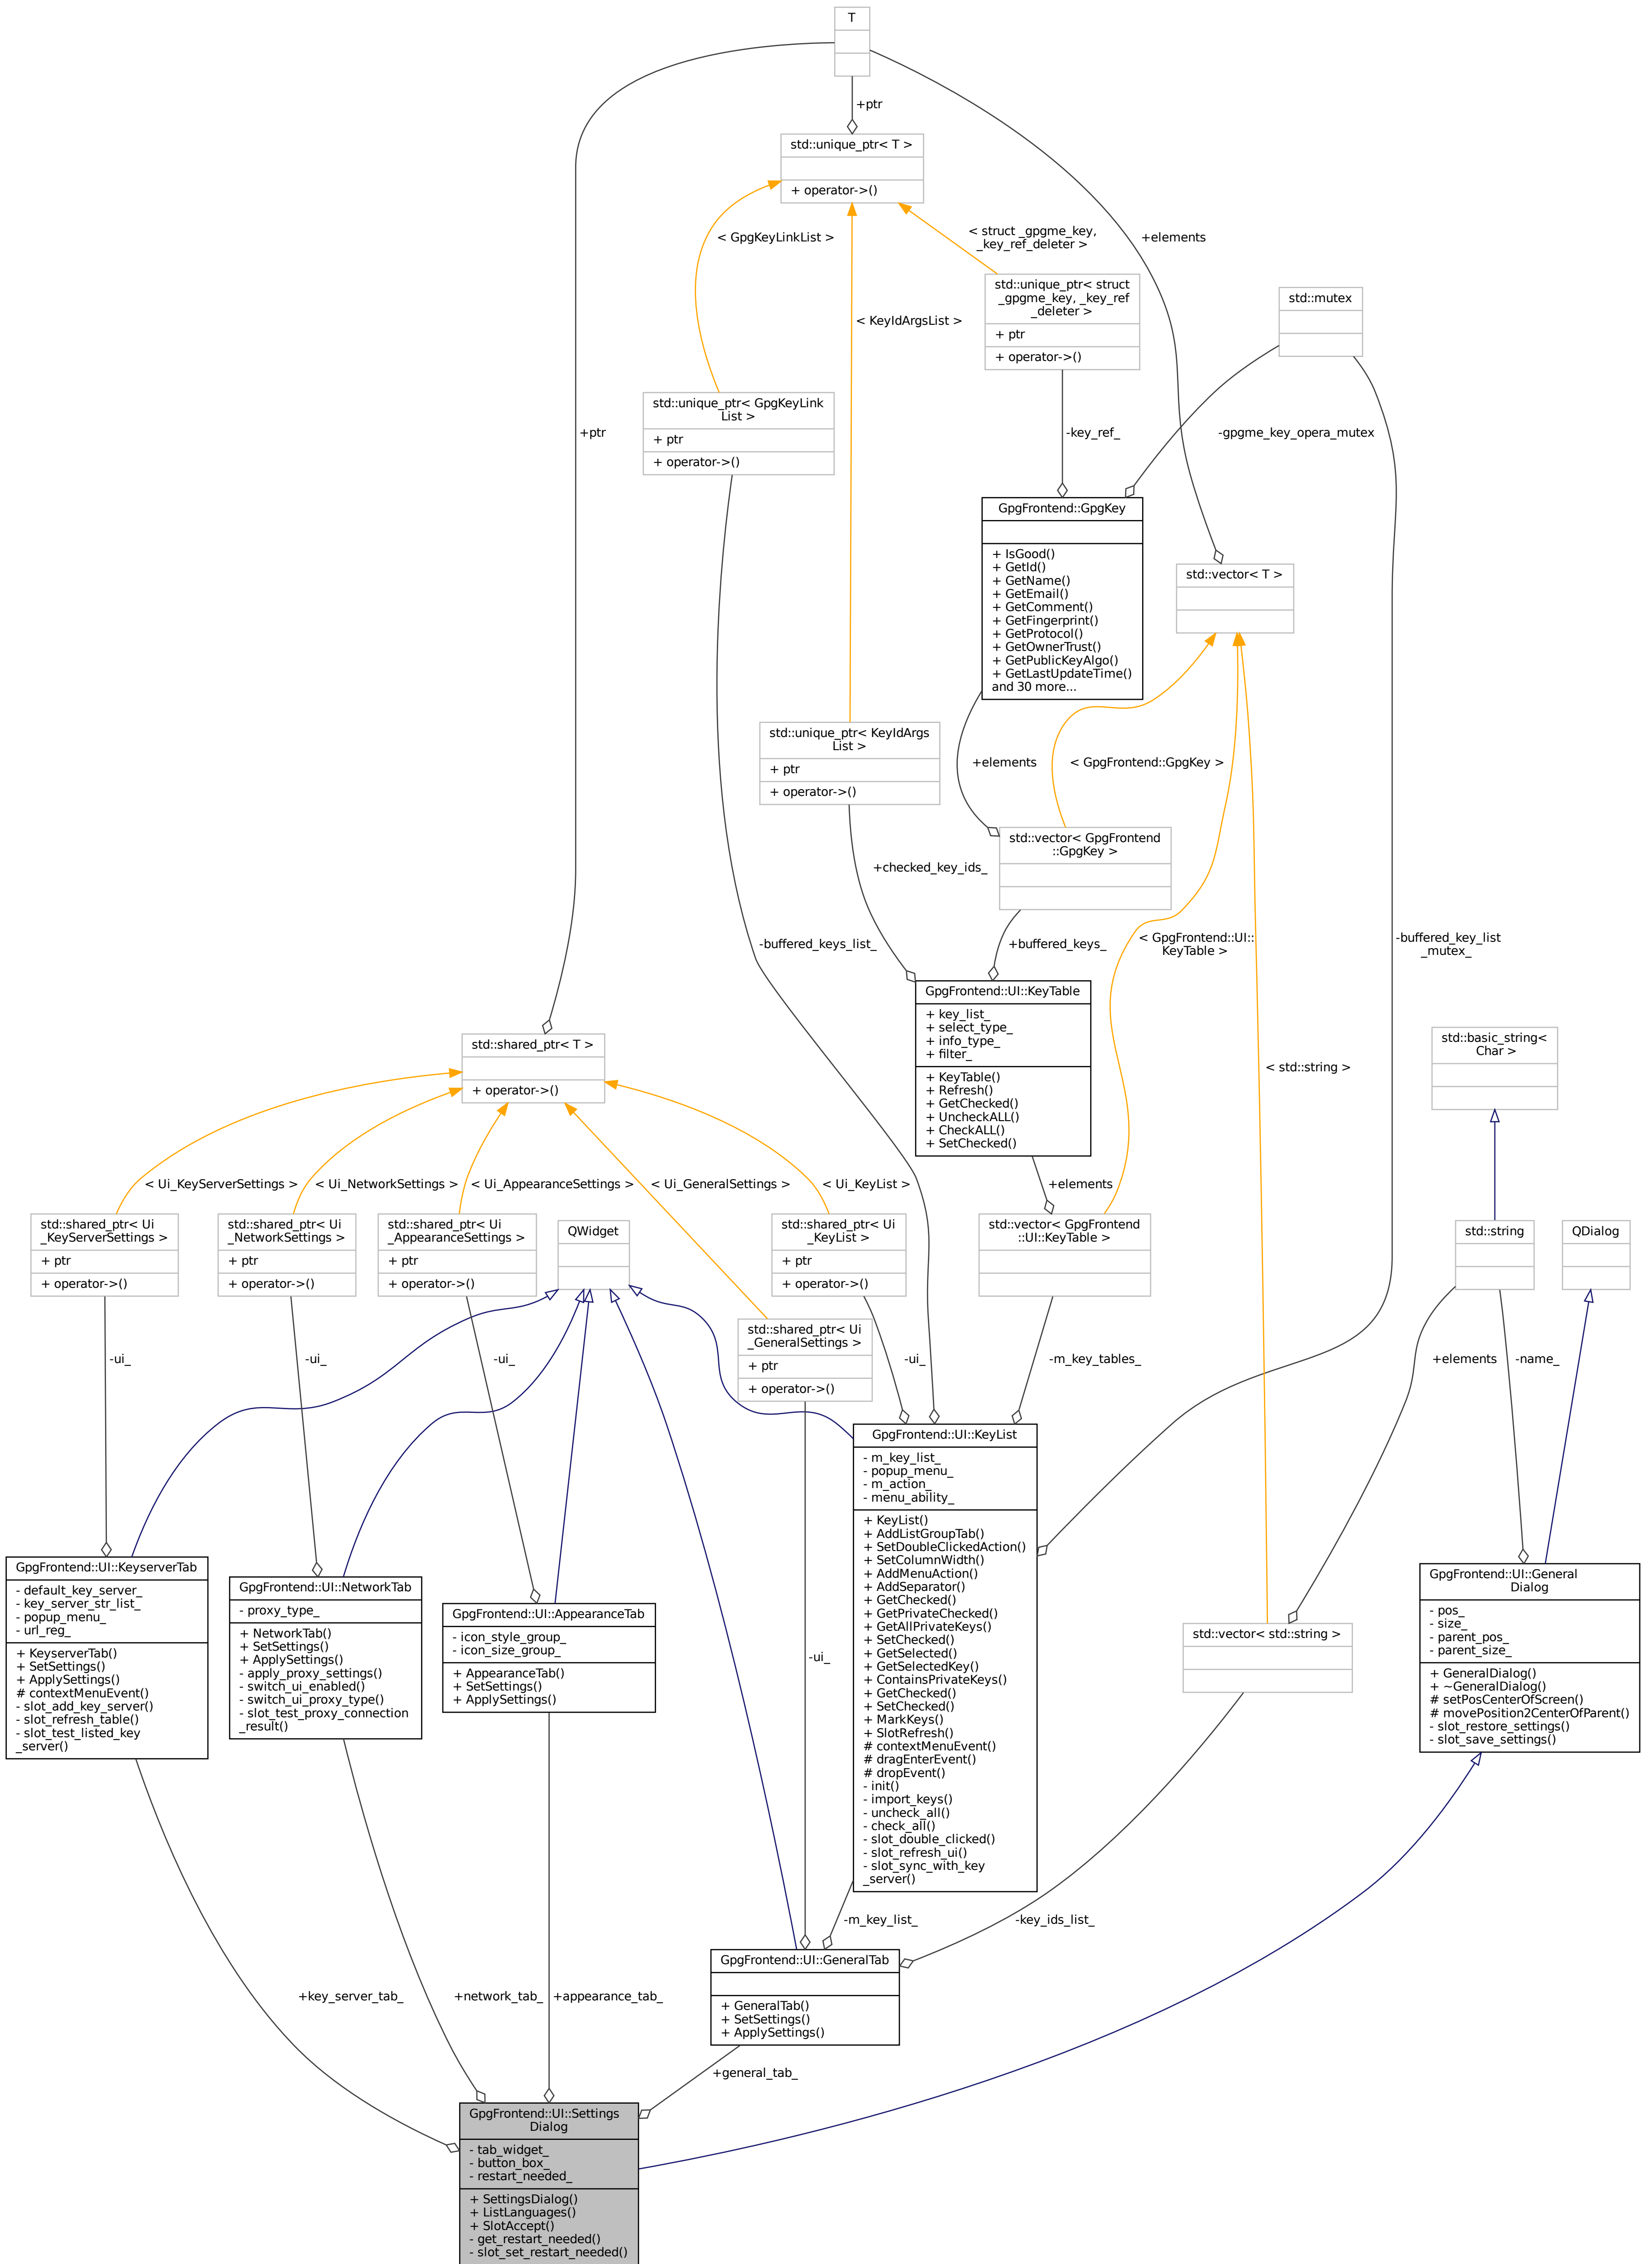 T
+ptr
std::unique_ptr< T >
+ operator->()
< GpgKeyLinkList >
< struct _gpgme_key,
_key_ref_deleter >
+elements
std::unique_ptr< struct
_gpgme_key, _key_ref
_deleter >
+ ptr
+ operator->()
std::mutex
< KeyIdArgsList >
std::unique_ptr< GpgKeyLink
List >
+ ptr
+ operator->()
+ptr
-key_ref_
-gpgme_key_opera_mutex
GpgFrontend::GpgKey
+ IsGood()
+ GetId()
+ GetName()
+ GetEmail()
+ GetComment()
+ GetFingerprint()
+ GetProtocol()
+ GetOwnerTrust()
+ GetPublicKeyAlgo()
+ GetLastUpdateTime()
and 30 more...
std::vector< T >
std::unique_ptr< KeyIdArgs
List >
+ ptr
+ operator->()
+elements
< GpgFrontend::GpgKey >
std::vector< GpgFrontend
::GpgKey >
+checked_key_ids_
-buffered_keys_list_
+buffered_keys_
< GpgFrontend::UI::
KeyTable >
-buffered_key_list
_mutex_
GpgFrontend::UI::KeyTable
+ key_list_
+ select_type_
+ info_type_
+ filter_
+ KeyTable()
+ Refresh()
+ GetChecked()
+ UncheckALL()
+ CheckALL()
+ SetChecked()
std::shared_ptr< T >
+ operator->()
< std::string >
std::basic_string<
Char >
< Ui_KeyServerSettings >
< Ui_NetworkSettings >
< Ui_AppearanceSettings >
< Ui_GeneralSettings >
< Ui_KeyList >
+elements
std::shared_ptr< Ui
_KeyServerSettings >
+ ptr
+ operator->()
std::shared_ptr< Ui
_NetworkSettings >
+ ptr
+ operator->()
std::shared_ptr< Ui
_AppearanceSettings >
+ ptr
+ operator->()
QWidget
std::shared_ptr< Ui
_KeyList >
+ ptr
+ operator->()
std::vector< GpgFrontend
::UI::KeyTable >
std::string
QDialog
std::shared_ptr< Ui
_GeneralSettings >
+ ptr
+ operator->()
-ui_
-ui_
-ui_
-ui_
-m_key_tables_
+elements
-name_
GpgFrontend::UI::KeyList
- m_key_list_
- popup_menu_
- m_action_
- menu_ability_
+ KeyList()
+ AddListGroupTab()
+ SetDoubleClickedAction()
+ SetColumnWidth()
+ AddMenuAction()
+ AddSeparator()
+ GetChecked()
+ GetPrivateChecked()
+ GetAllPrivateKeys()
+ SetChecked()
+ GetSelected()
+ GetSelectedKey()
+ ContainsPrivateKeys()
+ GetChecked()
+ SetChecked()
+ MarkKeys()
+ SlotRefresh()
# contextMenuEvent()
# dragEnterEvent()
# dropEvent()
- init()
- import_keys()
- uncheck_all()
- check_all()
- slot_double_clicked()
- slot_refresh_ui()
- slot_sync_with_key
_server()
GpgFrontend::UI::KeyserverTab
- default_key_server_
- key_server_str_list_
- popup_menu_
- url_reg_
+ KeyserverTab()
+ SetSettings()
+ ApplySettings()
# contextMenuEvent()
- slot_add_key_server()
- slot_refresh_table()
- slot_test_listed_key
_server()
GpgFrontend::UI::NetworkTab
- proxy_type_
+ NetworkTab()
+ SetSettings()
+ ApplySettings()
- apply_proxy_settings()
- switch_ui_enabled()
- switch_ui_proxy_type()
- slot_test_proxy_connection
_result()
GpgFrontend::UI::AppearanceTab
- icon_style_group_
- icon_size_group_
+ AppearanceTab()
+ SetSettings()
+ ApplySettings()
-ui_
std::vector< std::string >
GpgFrontend::UI::General
Dialog
- pos_
- size_
- parent_pos_
- parent_size_
+ GeneralDialog()
+ ~GeneralDialog()
# setPosCenterOfScreen()
# movePosition2CenterOfParent()
- slot_restore_settings()
- slot_save_settings()
-m_key_list_
-key_ids_list_
GpgFrontend::UI::GeneralTab
+ GeneralTab()
+ SetSettings()
+ ApplySettings()
+key_server_tab_
+network_tab_
+appearance_tab_
+general_tab_
GpgFrontend::UI::Settings
Dialog
- tab_widget_
- button_box_
- restart_needed_
+ SettingsDialog()
+ ListLanguages()
+ SlotAccept()
- get_restart_needed()
- slot_set_restart_needed()